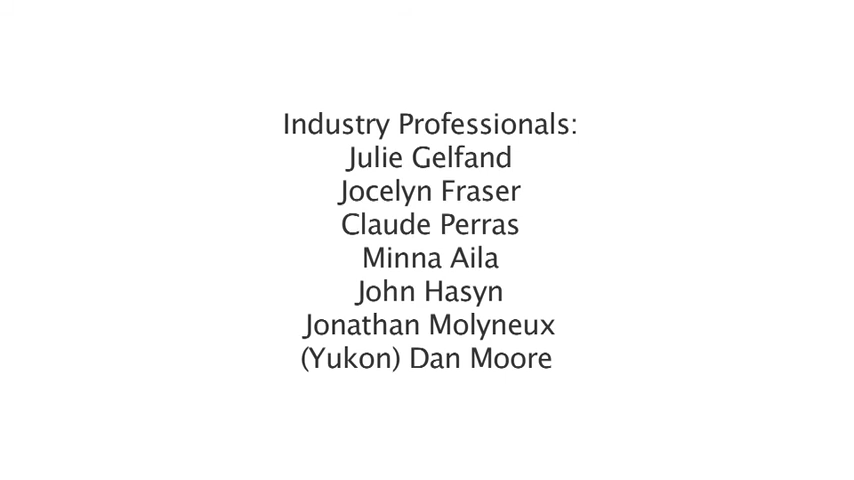 Industry Professionals:
Julie Gelfand
Jocelyn Fraser
Claude Perras
Minna Aila
John Hasyn
Jonathan Molyneux
(Yukon) Dan Moore